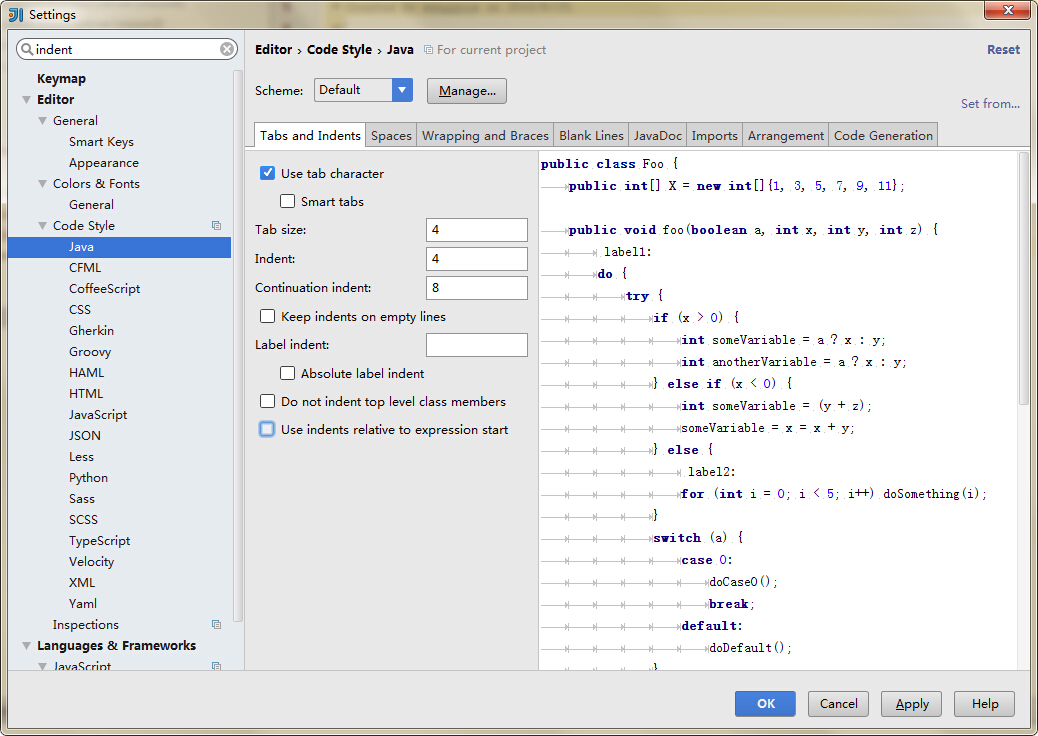 Settings
indent
Keymap
Editor
General
Smart Keys
Appearance
Colors & Fonts
General
Code Style
Java
CFML
CoffeeScript
CSS
Gherkin
Groovy
HAML
HTML
JavaScript
JSON
Less
Python
Sass
SCSS
TypeScript
Velocity
XML
Yaml
Inspections
Languages & Frameworks
JavaScript
Editor › Code Style › Java For current project Reset
Scheme: Default Manage...
Set from...
Tabs and Indents Spaces Wrapping and Braces Blank Lines JavaDoc Imports Arrangement Code Generation
Use tab character
Smart tabs
Tab size: 4
Indent: 4
Continuation indent: 8
Keep indents on empty lines
Label indent:
Absolute label indent
Do not indent top level class members
Use indents relative to expression start
public class Foo {
public int[] X = new int[]{1, 3, 5, 7, 9, 11};
public void foo(boolean a, int x, int y, int z) {
label1:
do {
try {
if (x > 0) {
int someVariable = a ? x : y;
int anotherVariable = a ? x : y;
} else if (x < 0) {
int someVariable = (y + z);
someVariable = x = x + y;
} else {
label2:
for (int i = 0; i < 5; i++) doSomething(i);
}
switch (a) {
case 0:
doCase0();
break;
default:
doDefault();
}
OK Cancel Apply Help